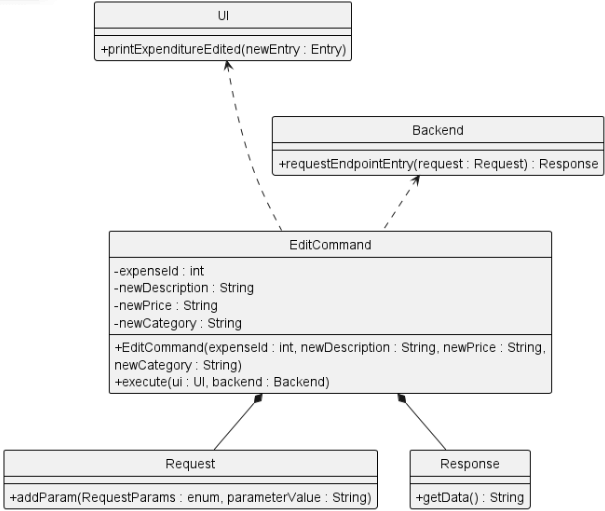 UI
+printExpenditureEdited(newEntry : Entry)
Backend
+requestEndpointEntry(request : Request) : Response
EditCommand
-expenseId : int
-newDescription : String
-newPrice : String
-newCategory : String
+EditCommand(expenseId : int, newDescription : String, newPrice : String,
newCategory : String)
+execute(ui : UI, backend : Backend)
Request
+addParam(RequestParams : enum, parameterValue : String)
Response
+getData() : String